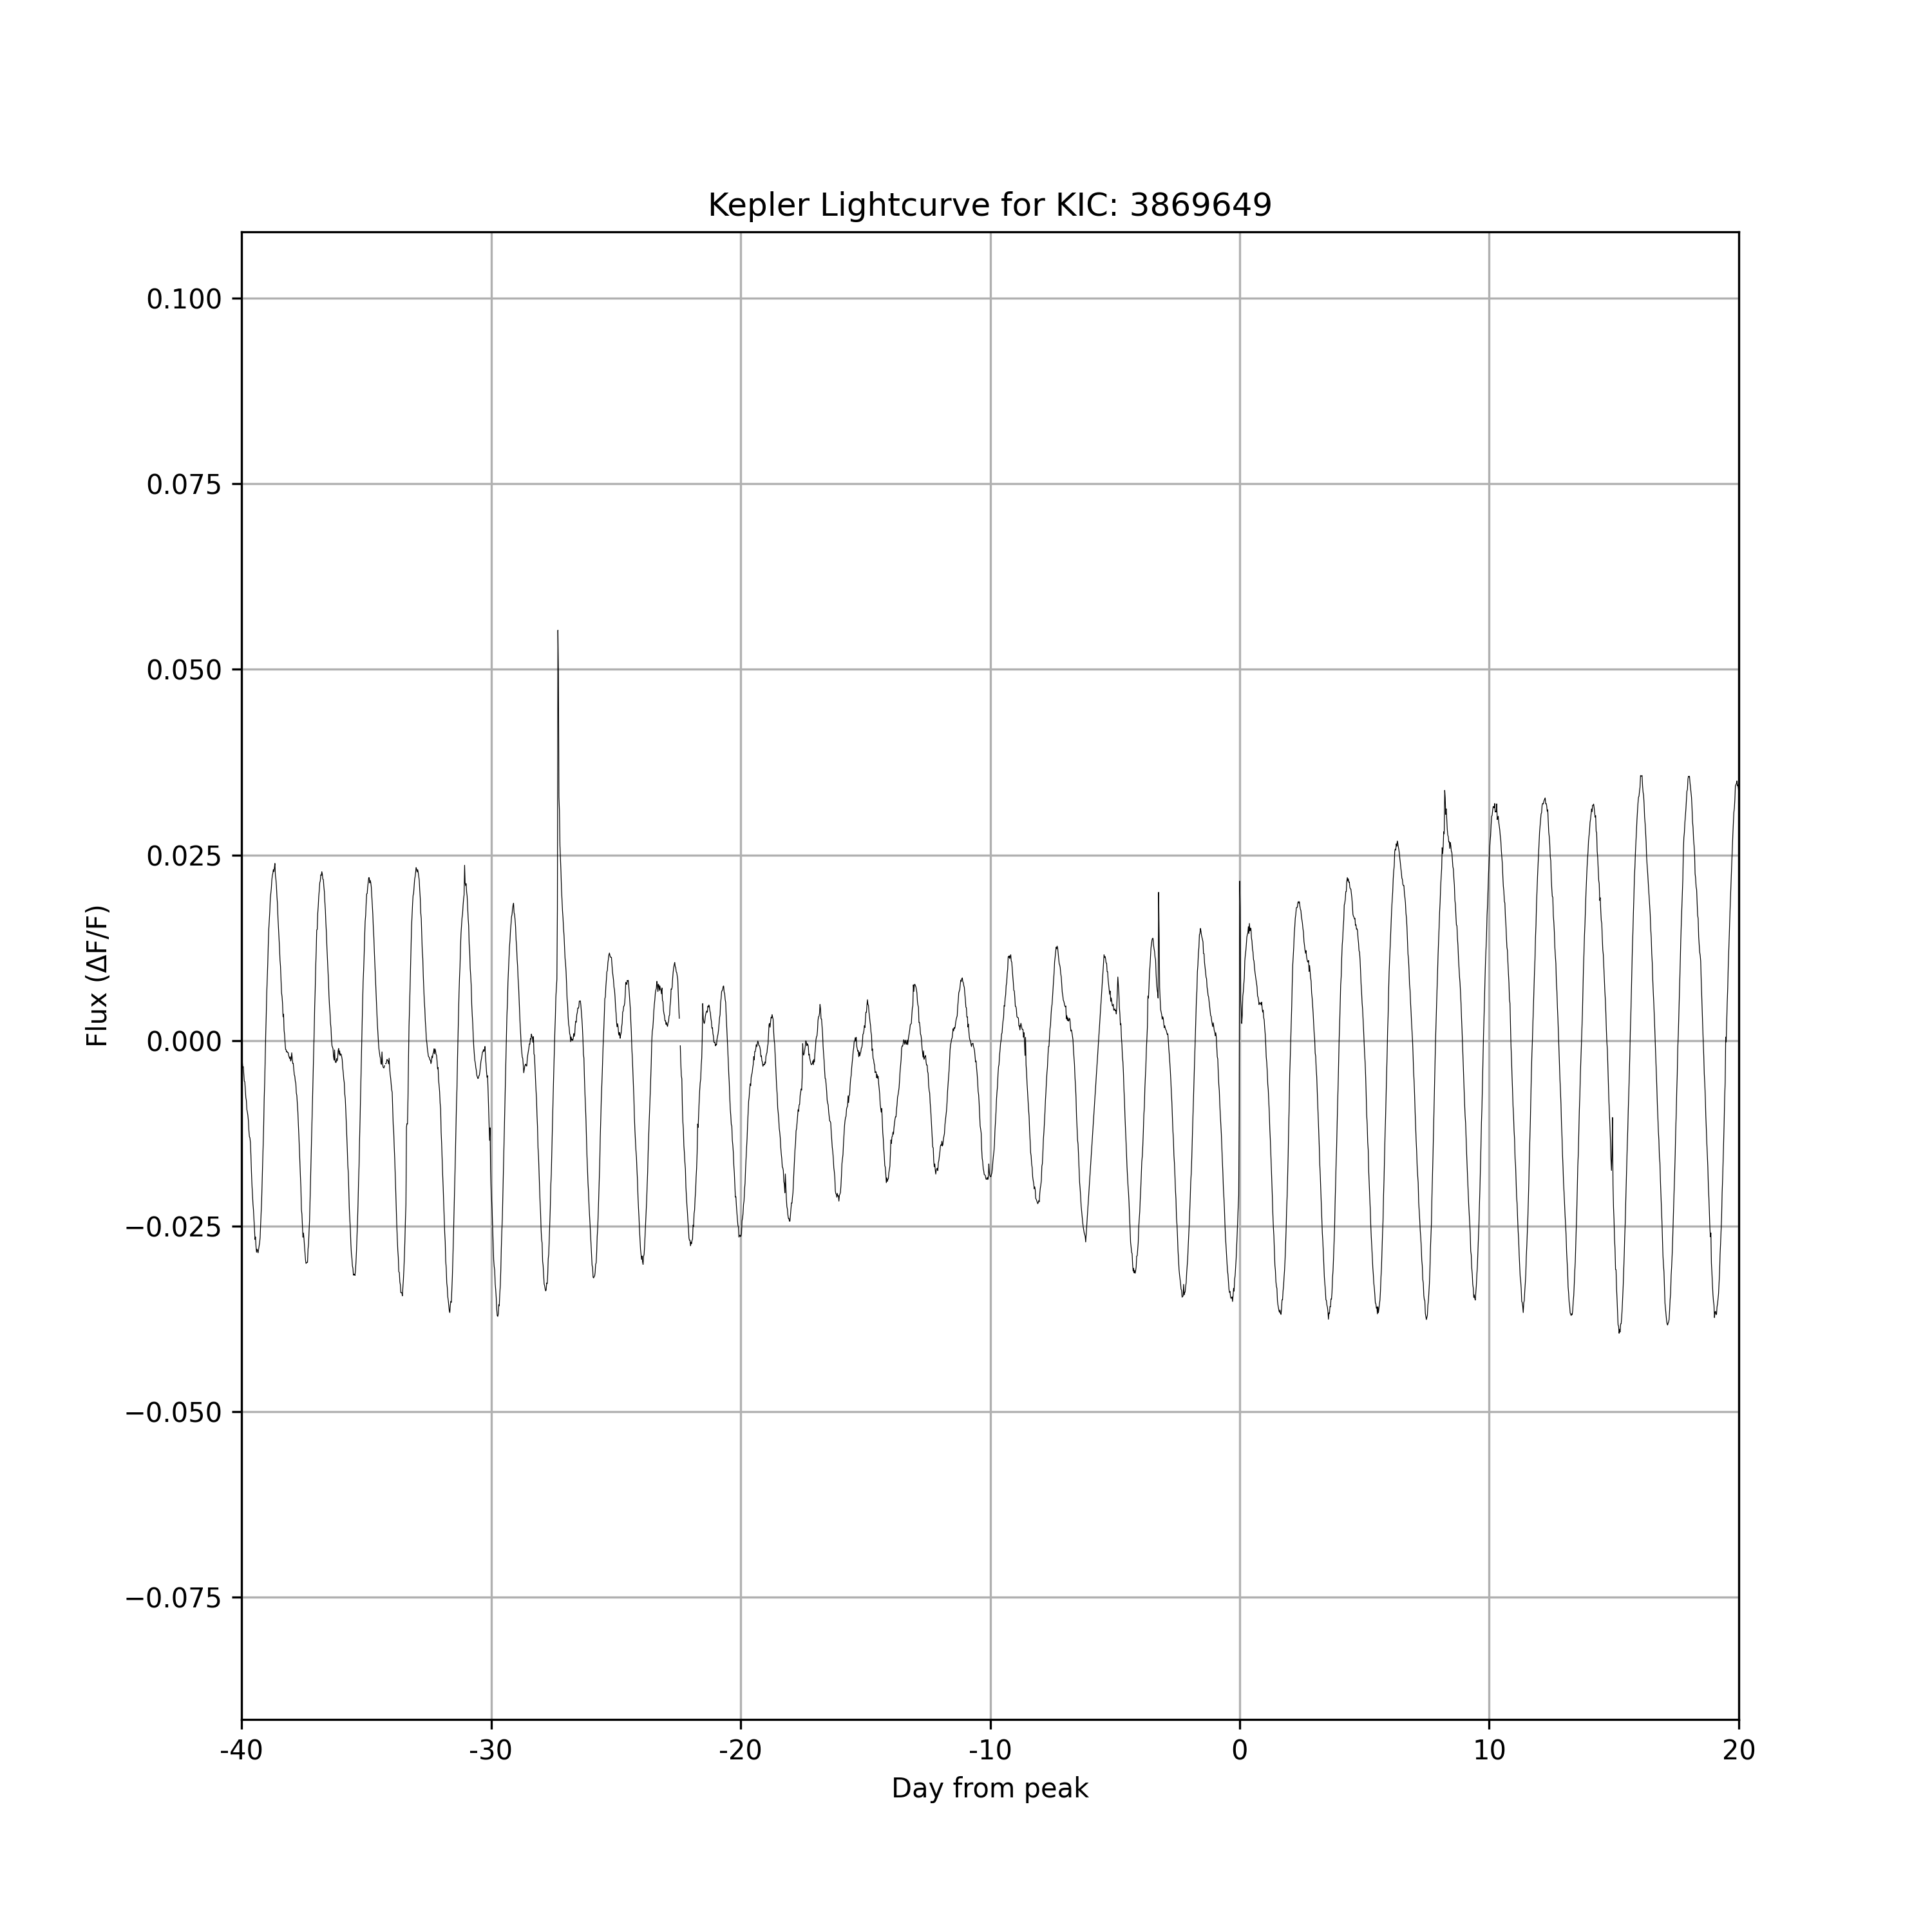 Kepler Lightcurve for KIC: 3869649
0.100
0.075
0.050
0.025
0.000
−0.025
−0.050
−0.075
Flux (ΔF/F)
-40 -30 -20 -10 0 10 20
Day from peak